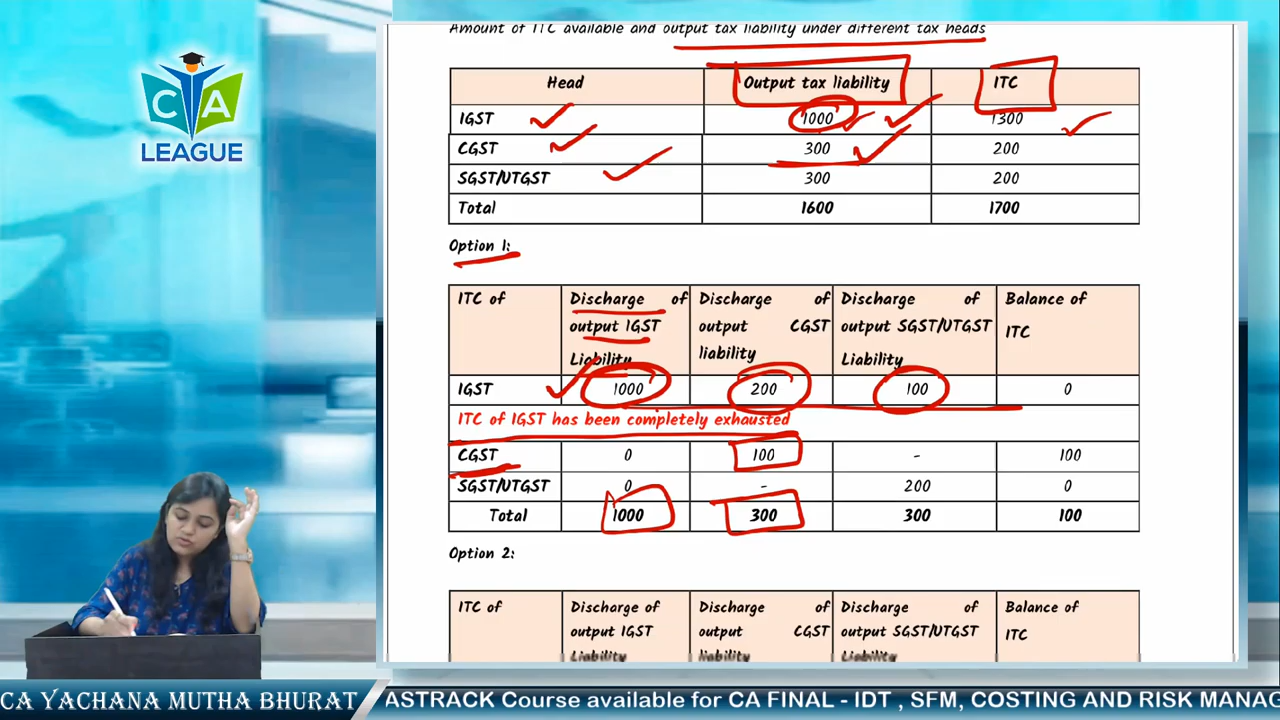 Amount of ITC available and output tax liability under different tax heads
CA
LEAGUE
Head Output tax liability ITC
IGST 1000 1300
CGST 300 200
SGST/UTGST 300 200
Total 1600 1700
Option 1:
ITC of Discharge of output IGST Liability Discharge of output CGST liability Discharge of output SGST/UTGST Liability Balance of ITC
IGST 1000 200 100 0
ITC of IGST has been completely exhausted
CGST 0 100 - 100
SGST/UTGST 0 - 200 0
Total 1000 300 300 100
Option 2:
ITC of Discharge of output IGST Liability Discharge of output CGST liability Discharge of output SGST/UTGST Liability Balance of ITC
CA YACHANA MUTHA BHURAT
ASTRACK Course available for CA FINAL - IDT , SFM, COSTING AND RISK MANAG